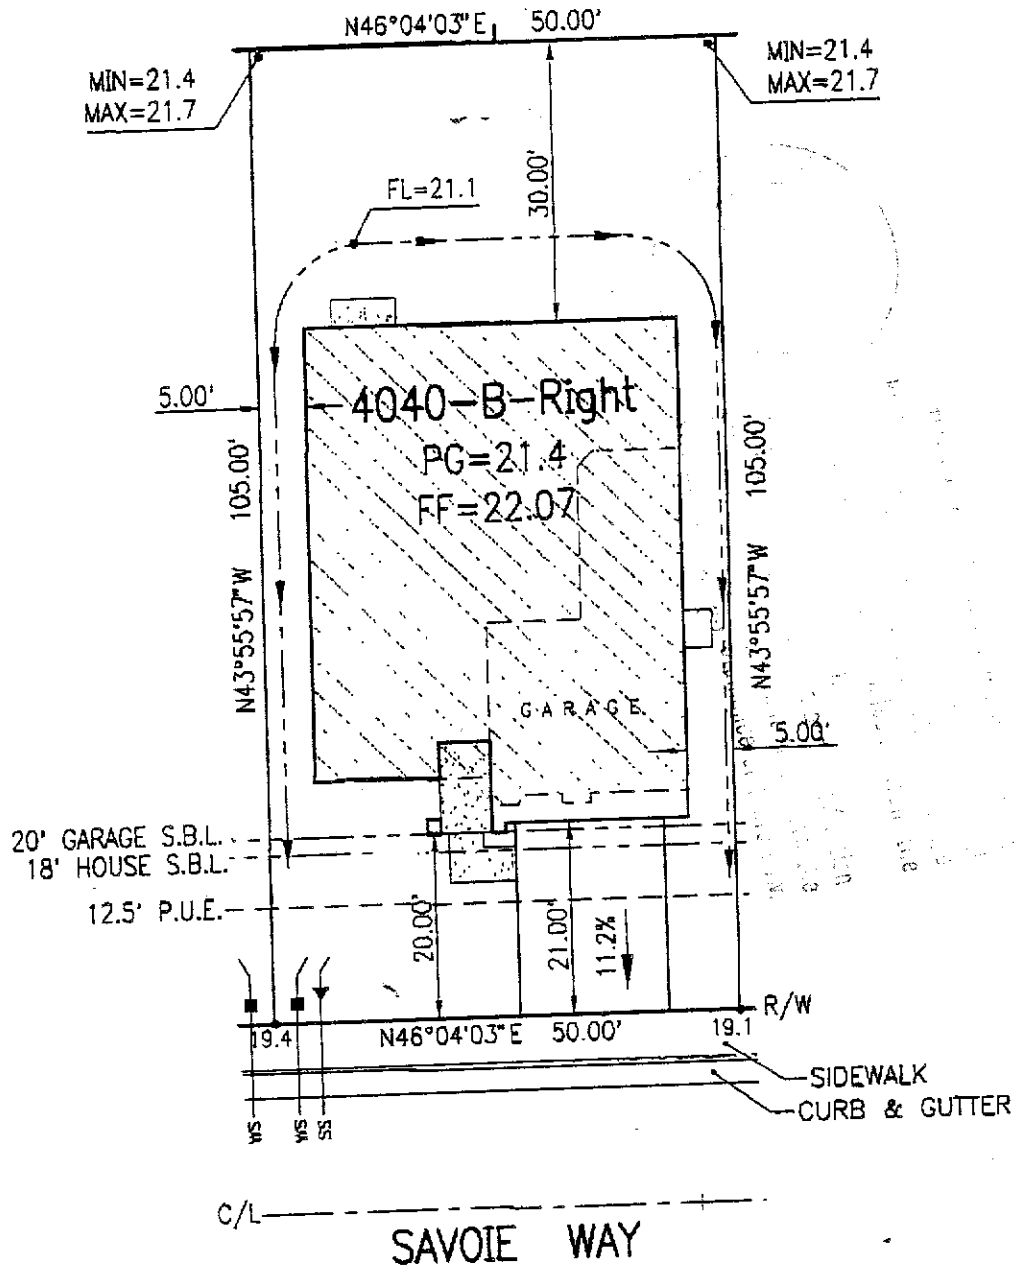 N46°04'03"E 50.00'
MIN=21.4
MAX=21.7
MIN=21.4
MAX=21.7
FL=21.1
30.00'
5.00'
4040-B-Right
PG=21.4
FF=22.07
105.00'
N43°55'57"W
105.00'
N43°55'57"W
GARAGE
5.00'
20' GARAGE S.B.L.
18' HOUSE S.B.L.
12.5' P.U.E.
20.00'
21.00'
11.2%
R/W
19.4
N46°04'03"E 50.00'
19.1
SIDEWALK
CURB & GUTTER
WS
WS
SS
C/L
SAVOIE WAY